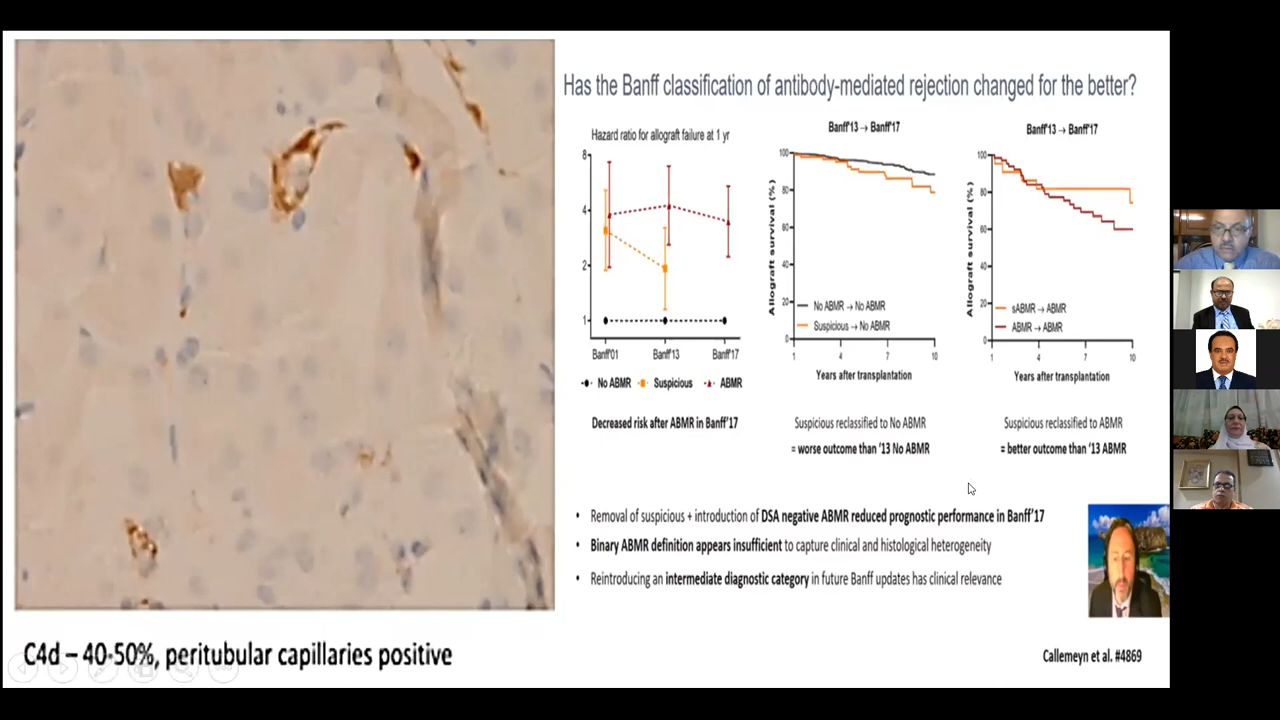 Has the Banff classification of antibody-mediated rejection changed for the better?
Hazard ratio for allograft failure at 1 yr
8
4
2
1
Banff'01 Banff'13 Banff'17
No ABMR Suspicious ABMR
Decreased risk after ABMR in Banff'17
Banff'13 → Banff'17
Allograft survival (%)
100
80
60
40
20
0
No ABMR → No ABMR
Suspicious → No ABMR
1 4 7 10
Years after transplantation
Suspicious reclassified to No ABMR
= worse outcome than '13 No ABMR
Banff'13 → Banff'17
Allograft survival (%)
100
80
60
40
20
0
sABMR → ABMR
ABMR → ABMR
1 4 7 10
Years after transplantation
Suspicious reclassified to ABMR
= better outcome than '13 ABMR
• Removal of suspicious + introduction of DSA negative ABMR reduced prognostic performance in Banff'17
• Binary ABMR definition appears insufficient to capture clinical and histological heterogeneity
• Reintroducing an intermediate diagnostic category in future Banff updates has clinical relevance
C4d – 40-50%, peritubular capillaries positive
Callemeyn et al. #4869